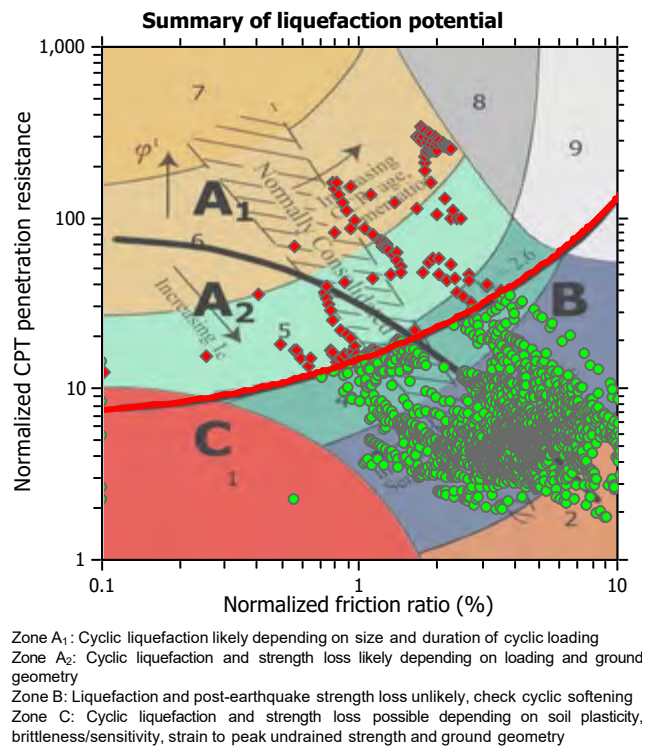 Summary of liquefaction potential
1,000
7
8
9
φ'
Increasing
Normally Consolidated
A1
6
2.6
100
A2
B
Increasing Ic
5
4
10
C
1
2
1
0.1
1
10
Normalized CPT penetration resistance
Normalized friction ratio (%)
Zone A1: Cyclic liquefaction likely depending on size and duration of cyclic loading
Zone A2: Cyclic liquefaction and strength loss likely depending on loading and ground
geometry
Zone B: Liquefaction and post-earthquake strength loss unlikely, check cyclic softening
Zone C: Cyclic liquefaction and strength loss possible depending on soil plasticity,
brittleness/sensitivity, strain to peak undrained strength and ground geometry